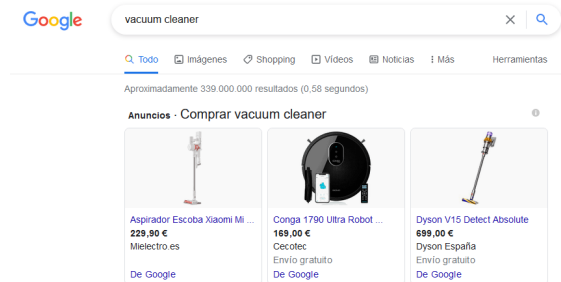 Google
vacuum cleaner
Todo Imágenes Shopping Vídeos Noticias Más Herramientas
Aproximadamente 339.000.000 resultados (0,58 segundos)
Anuncios · Comprar vacuum cleaner
Aspirador Escoba Xiaomi Mi ...
229,90 €
Mielectro.es
De Google
Conga 1790 Ultra Robot ...
169,00 €
Cecotec
Envío gratuito
De Google
Dyson V15 Detect Absolute
699,00 €
Dyson España
Envío gratuito
De Google